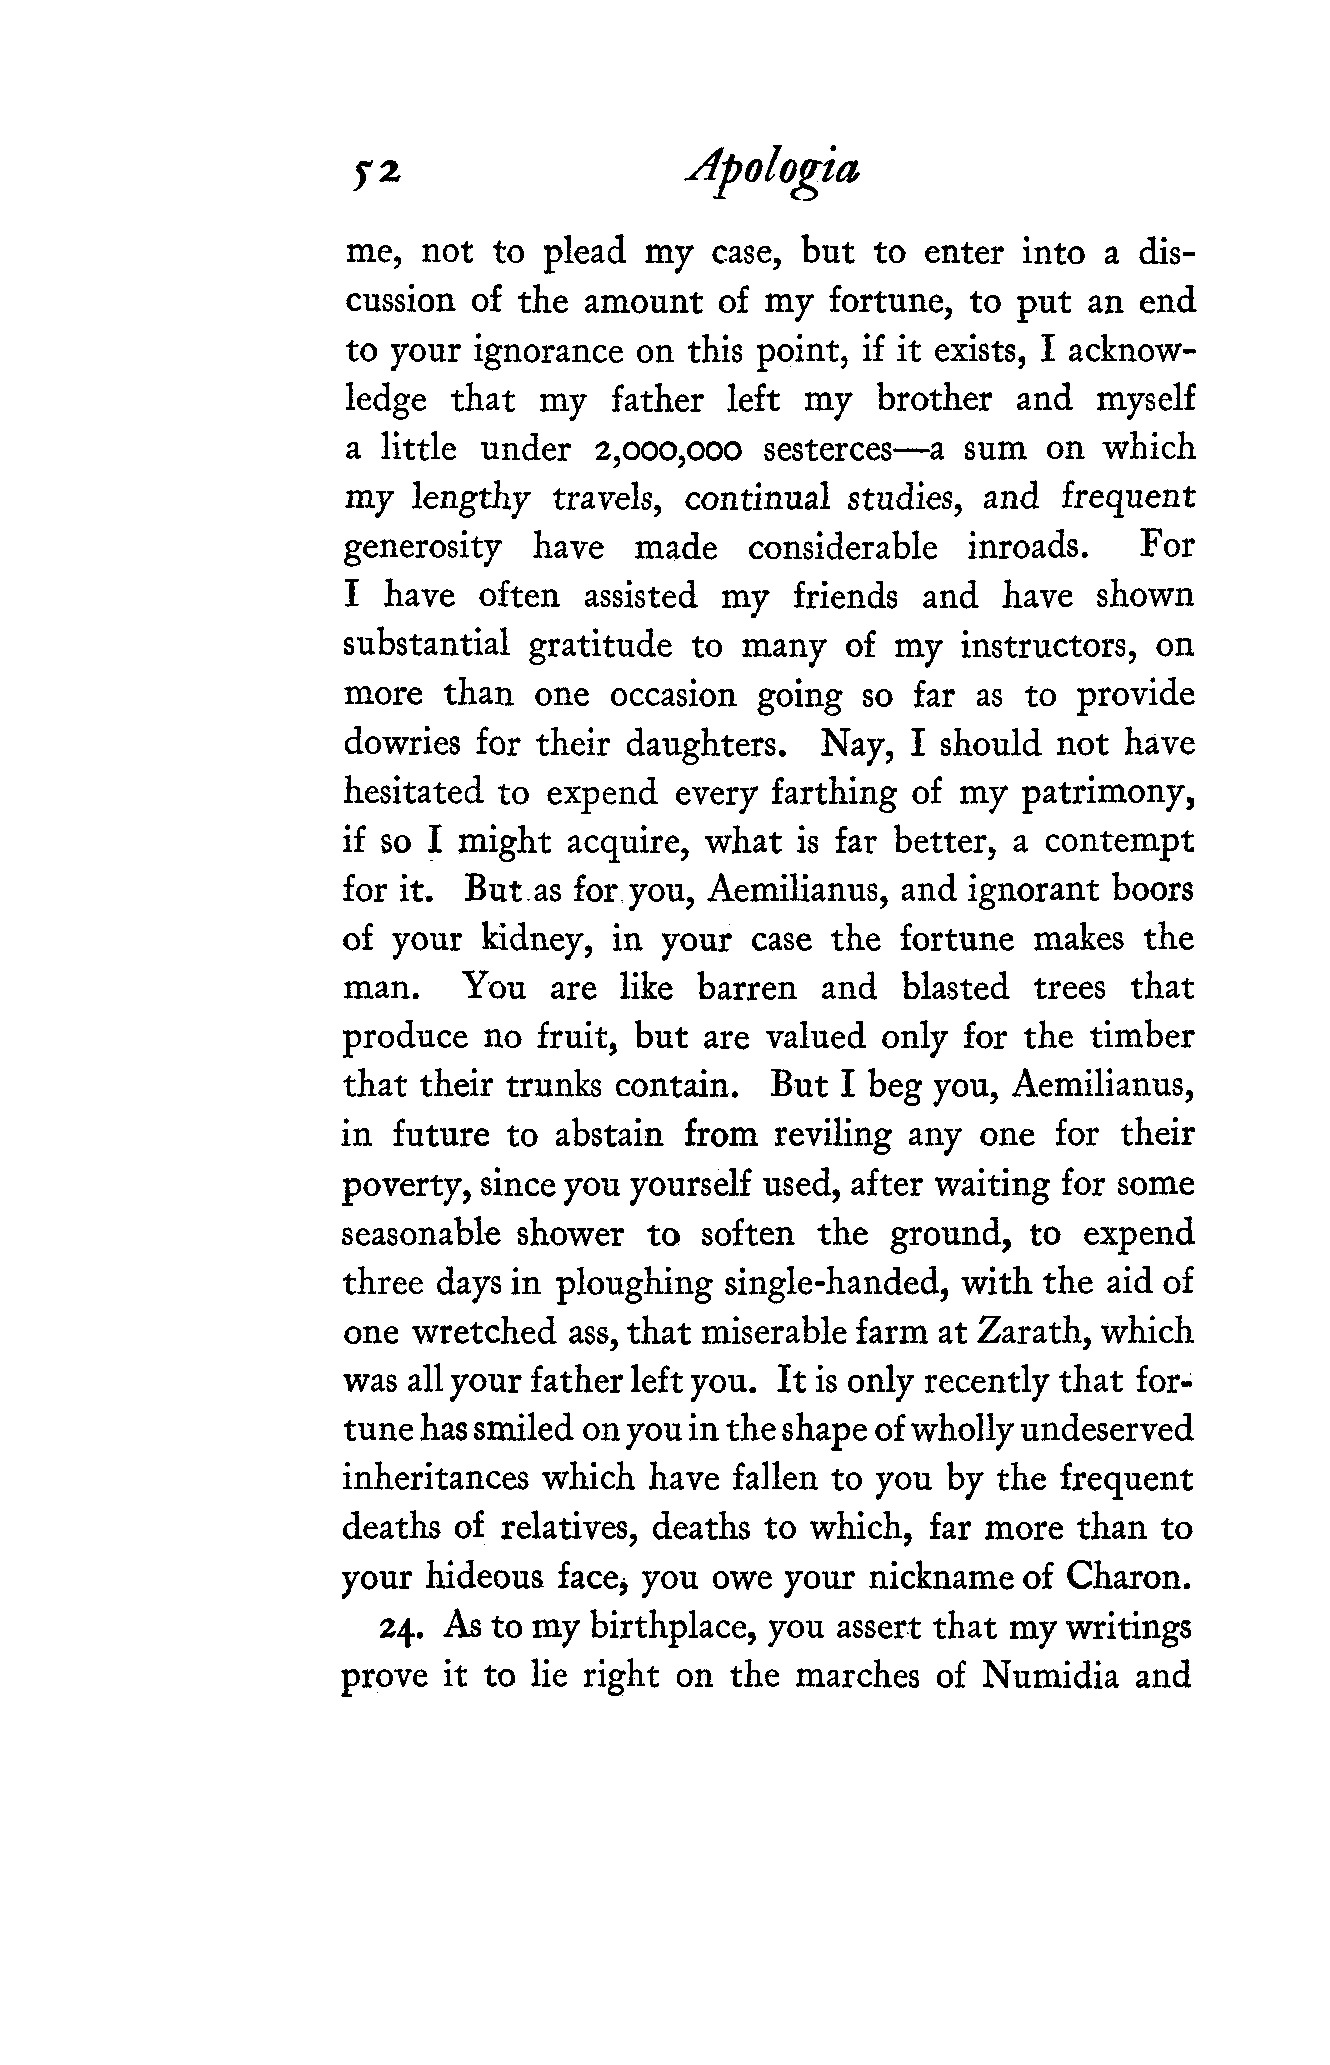 52 Apologia
me, not to plead my case, but to enter into a dis-
cussion of the amount of my fortune, to put an end
to your ignorance on this point, if it exists, I acknow-
ledge that my father left my brother and myself
a little under 2,000,000 sesterces—a sum on which
my lengthy travels, continual studies, and frequent
generosity have made considerable inroads. For
I have often assisted my friends and have shown
substantial gratitude to many of my instructors, on
more than one occasion going so far as to provide
dowries for their daughters. Nay, I should not have
hesitated to expend every farthing of my patrimony,
if so I might acquire, what is far better, a contempt
for it. But as for you, Aemilianus, and ignorant boors
of your kidney, in your case the fortune makes the
man. You are like barren and blasted trees that
produce no fruit, but are valued only for the timber
that their trunks contain. But I beg you, Aemilianus,
in future to abstain from reviling any one for their
poverty, since you yourself used, after waiting for some
seasonable shower to soften the ground, to expend
three days in ploughing single-handed, with the aid of
one wretched ass, that miserable farm at Zarath, which
was all your father left you. It is only recently that for-
tune has smiled on you in the shape of wholly undeserved
inheritances which have fallen to you by the frequent
deaths of relatives, deaths to which, far more than to
your hideous face, you owe your nickname of Charon.
24. As to my birthplace, you assert that my writings
prove it to lie right on the marches of Numidia and